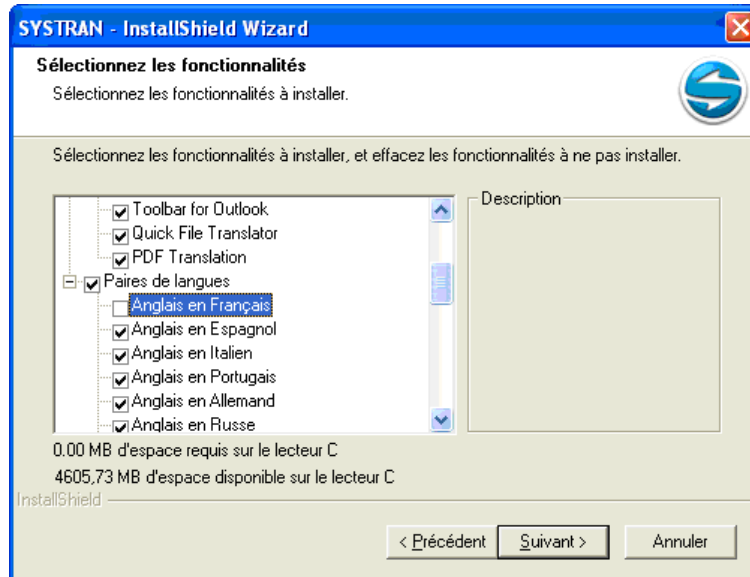 SYSTRAN - InstallShield Wizard
Sélectionnez les fonctionnalités
Sélectionnez les fonctionnalités à installer.
Sélectionnez les fonctionnalités à installer, et effacez les fonctionnalités à ne pas installer.
Toolbar for Outlook
Quick File Translator
PDF Translation
Paires de langues
Anglais en Français
Anglais en Espagnol
Anglais en Italien
Anglais en Portugais
Anglais en Allemand
Anglais en Russe
Description
0.00 MB d'espace requis sur le lecteur C
4605,73 MB d'espace disponible sur le lecteur C
InstallShield
< Précédent
Suivant >
Annuler